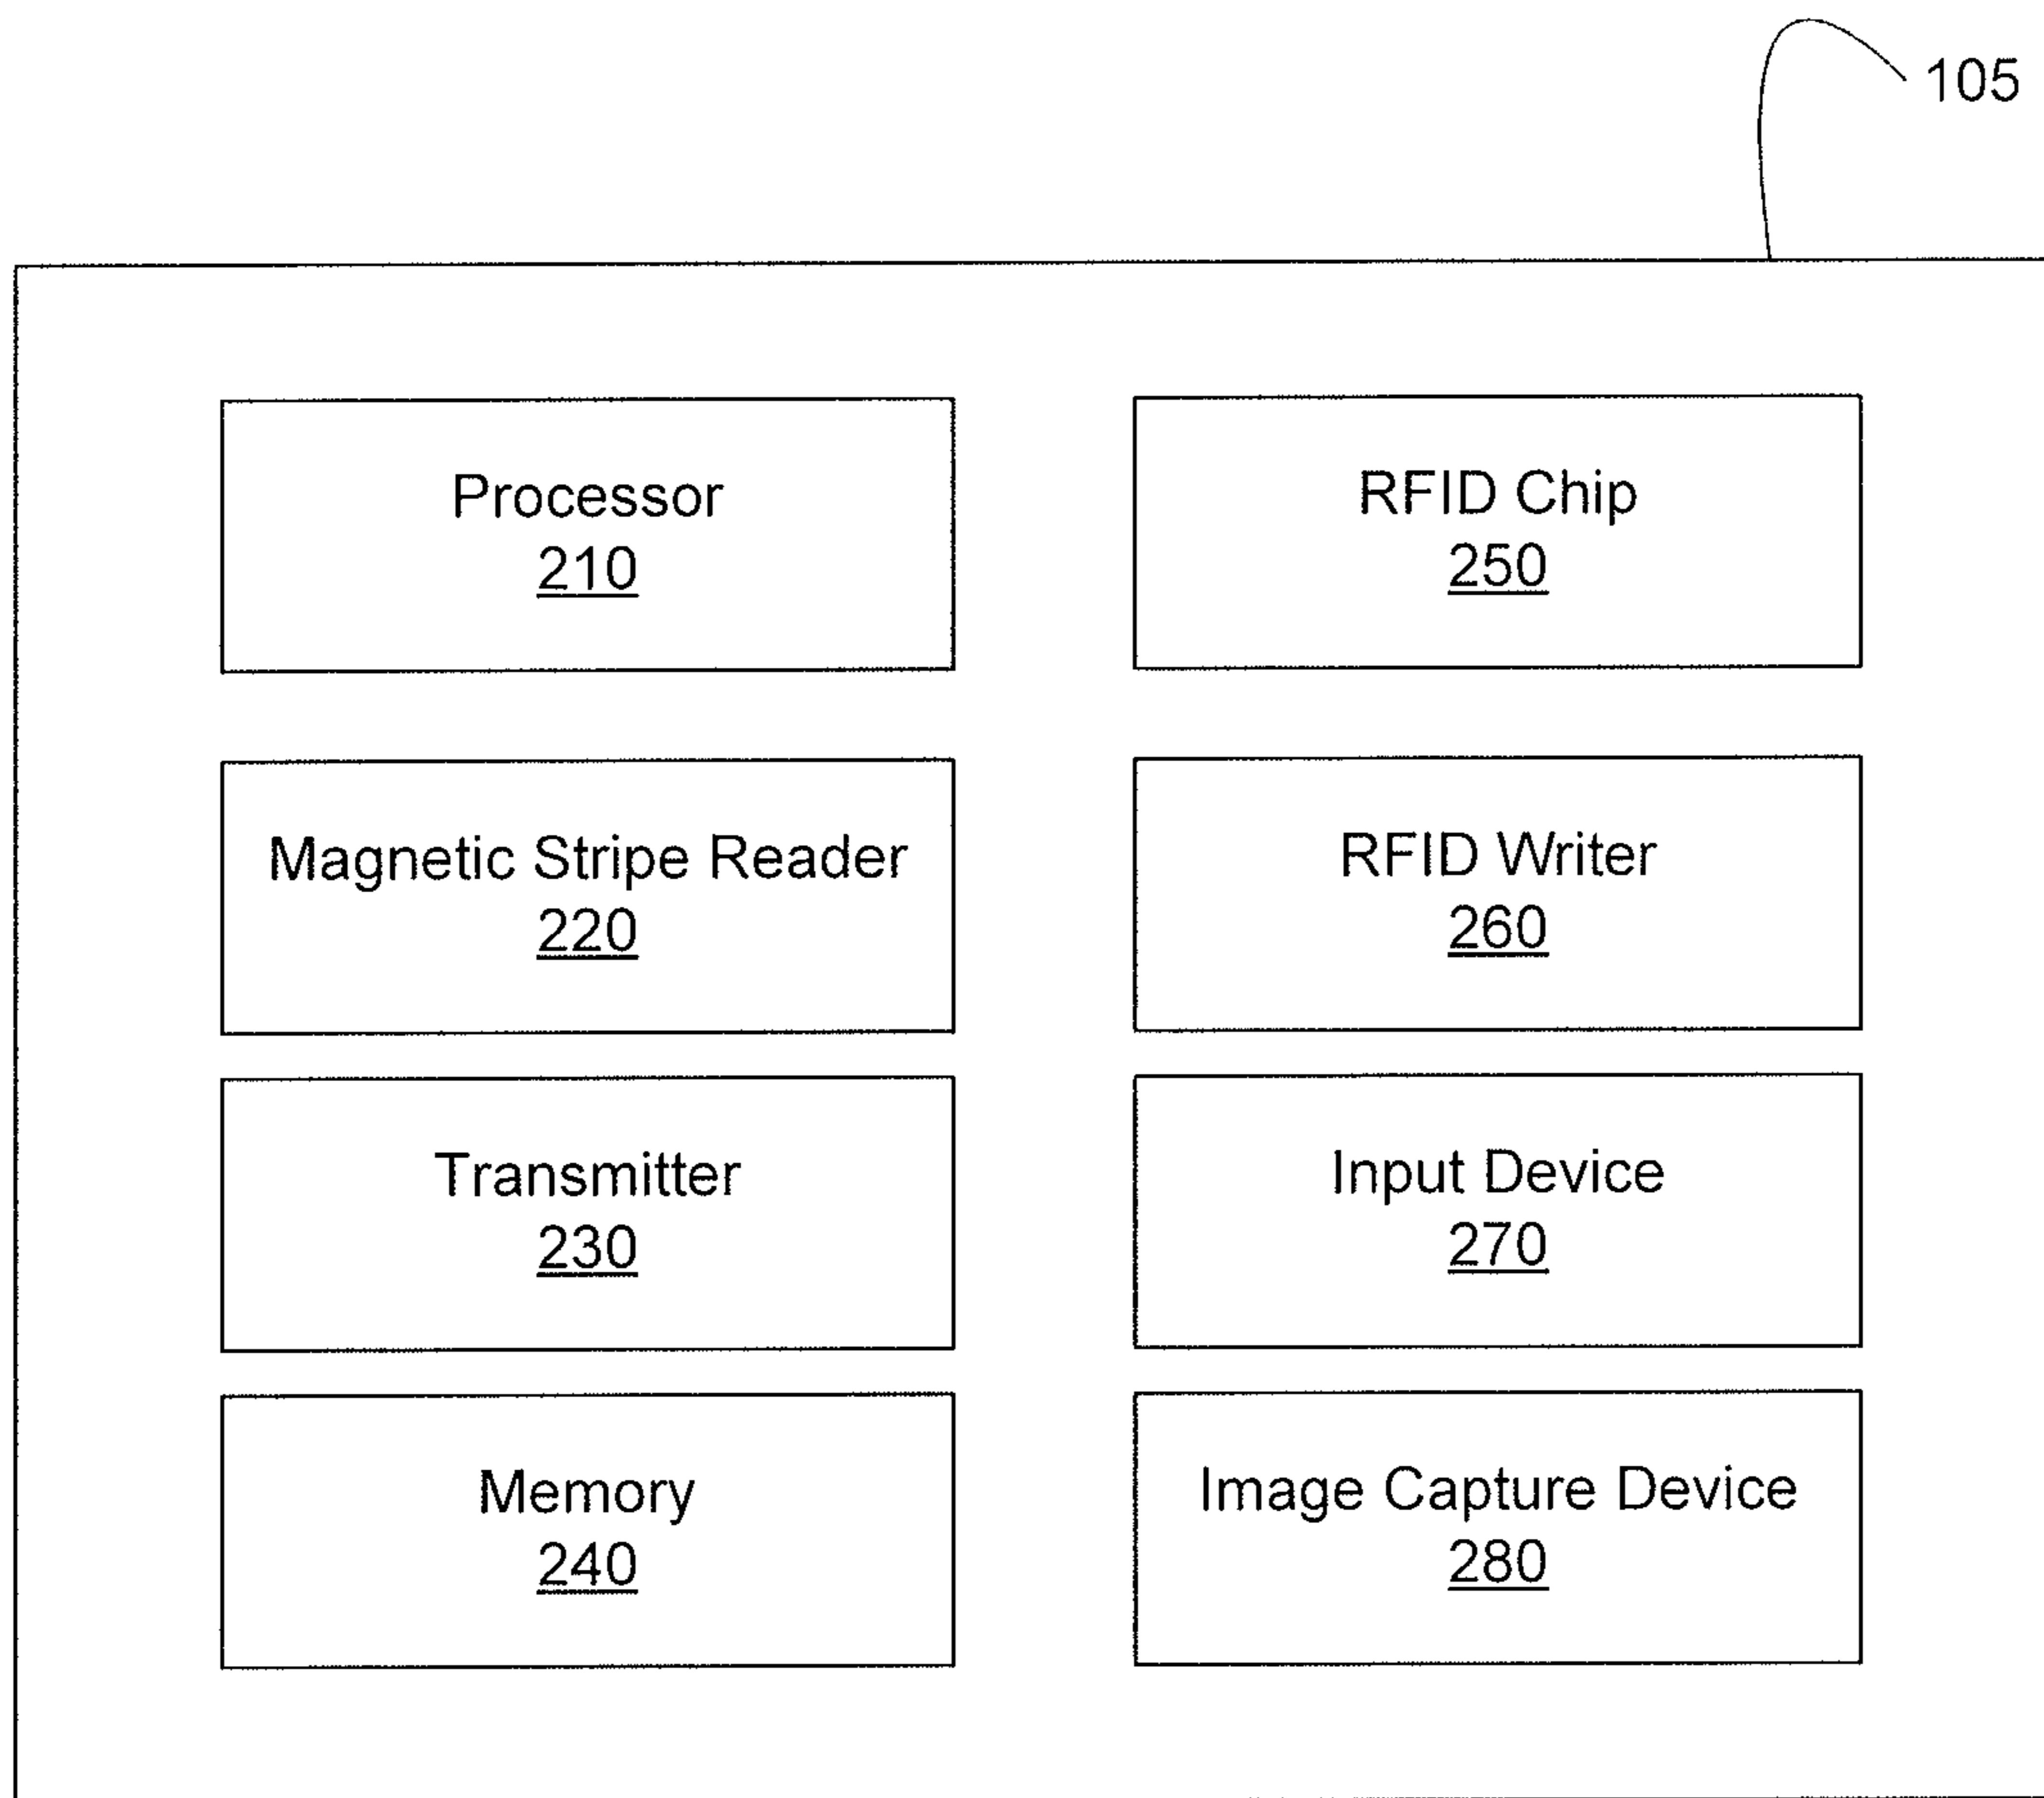 105
Processor
210
RFID Chip
250
Magnetic Stripe Reader
220
RFID Writer
260
Transmitter
230
Input Device
270
Memory
240
Image Capture Device
280